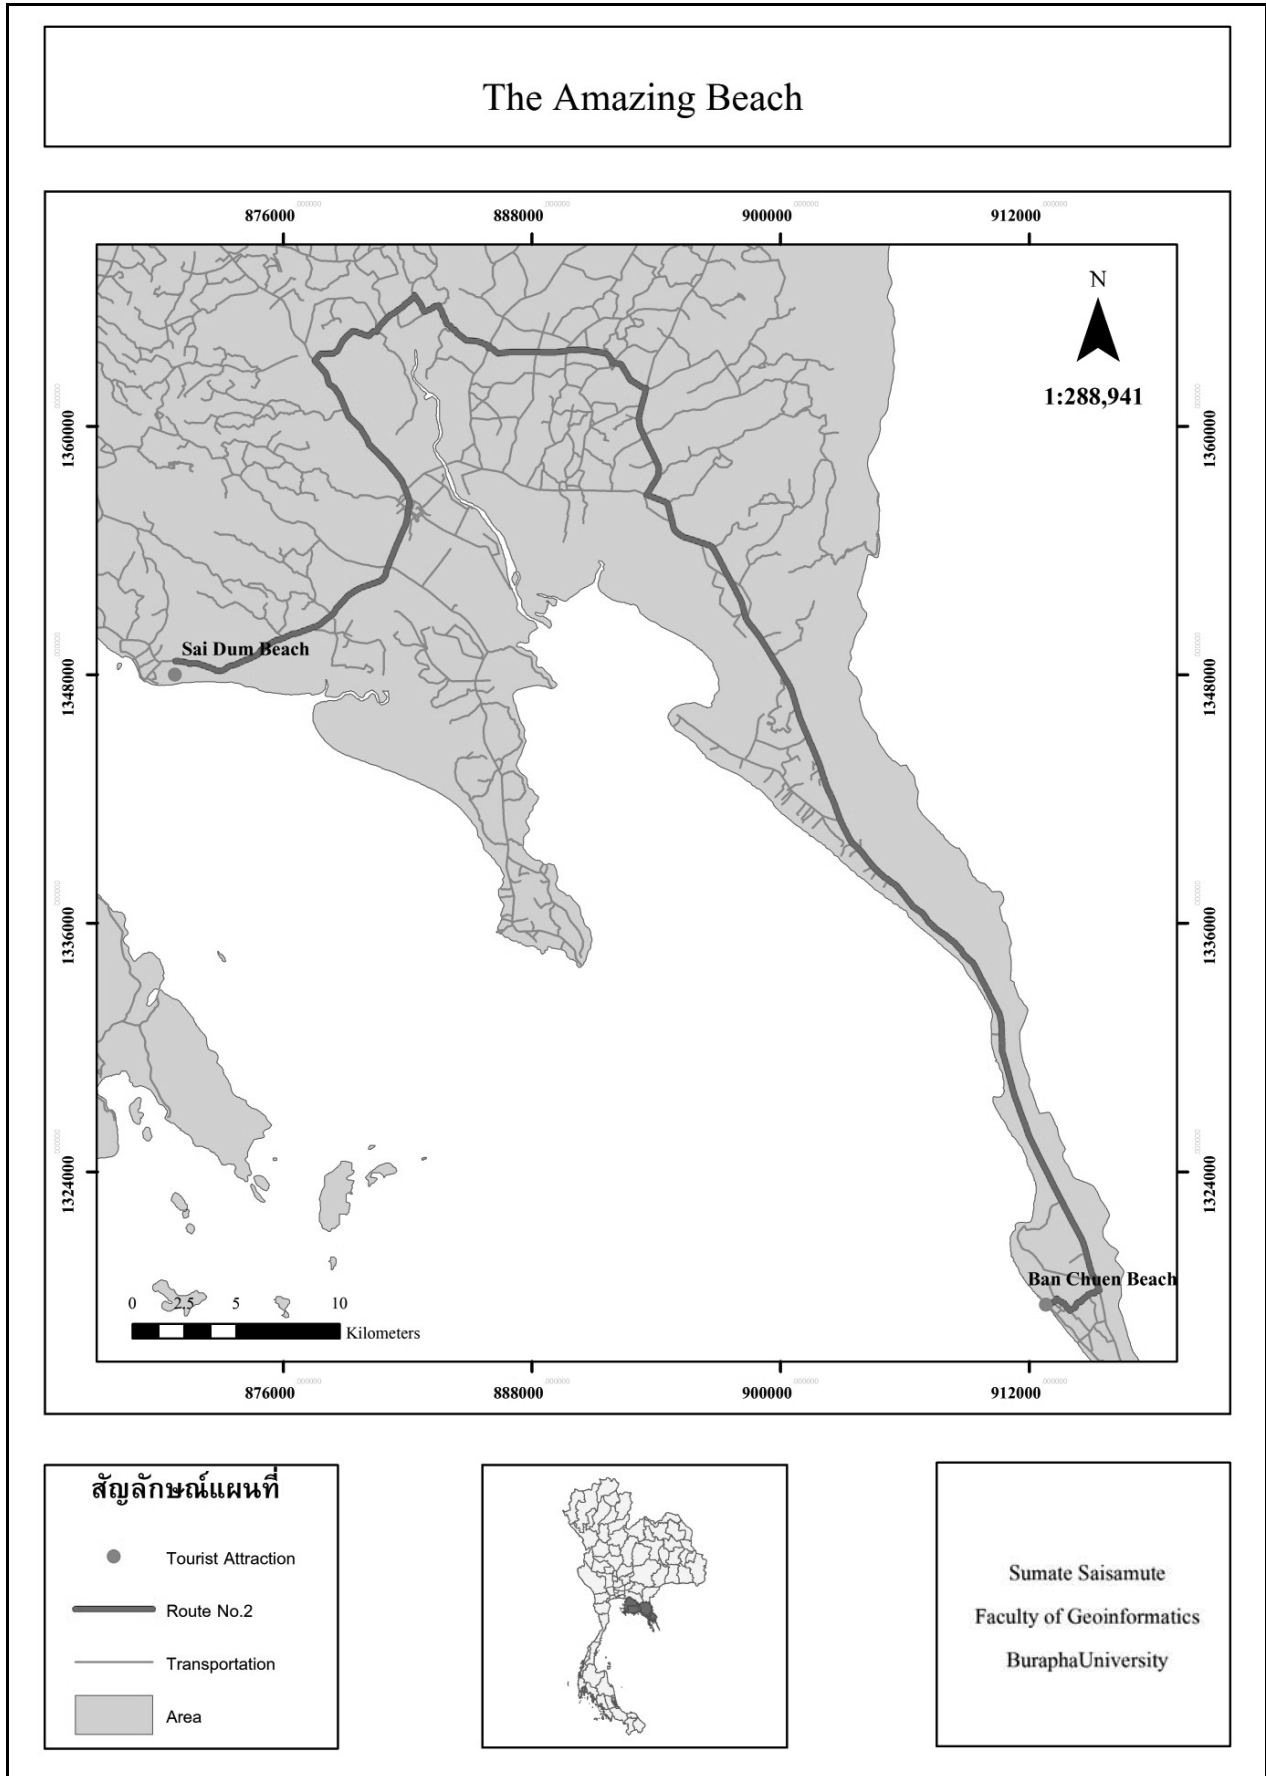 The Amazing Beach
876000 888000 900000 912000
N
1:288,941
1360000 1360000
Sai Dum Beach
1348000 1348000
1336000 1336000
1324000 1324000
Ban Chuen Beach
0 2.5 5 10
Kilometers
876000 888000 900000 912000
สัญลักษณ์แผนที่
Tourist Attraction
Route No.2
Transportation
Area
Sumate Saisamute
Faculty of Geoinformatics
BuraphaUniversity